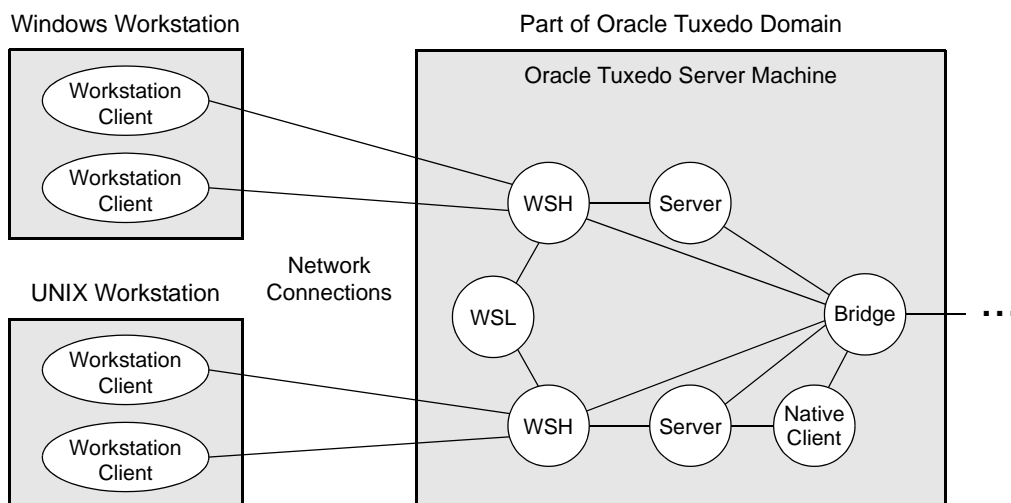 Windows Workstation
Workstation
Client
Workstation
Client
UNIX Workstation
Workstation
Client
Workstation
Client
Network
Connections
Part of Oracle Tuxedo Domain
Oracle Tuxedo Server Machine
WSH
Server
WSL
Bridge
...
WSH
Server
Native
Client